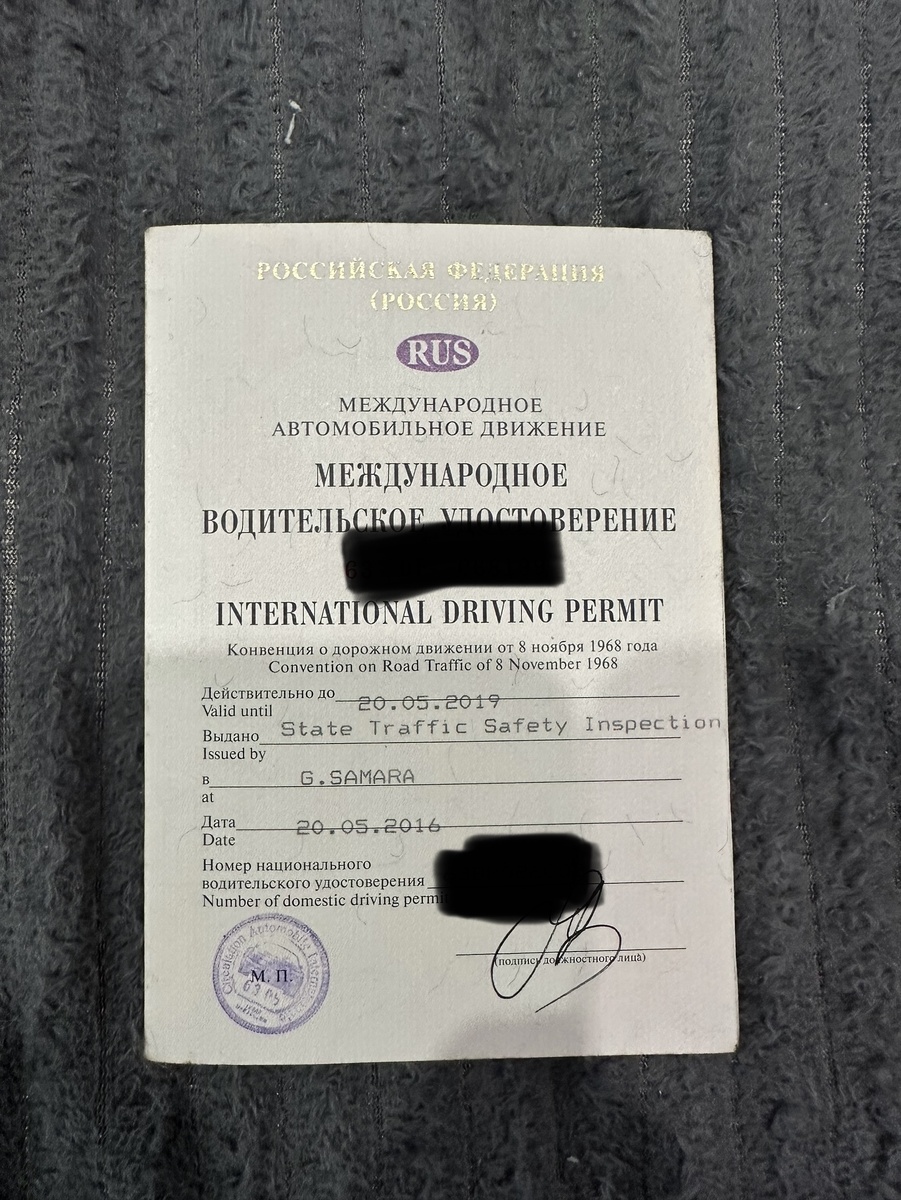 РОССИЙСКАЯ ФЕДЕРАЦИЯ
(РОССИЯ)
RUS
МЕЖДУНАРОДНОЕ
АВТОМОБИЛЬНОЕ ДВИЖЕНИЕ
МЕЖДУНАРОДНОЕ
ВОДИТЕЛЬСКОЕ УДОСТОВЕРЕНИЕ
INTERNATIONAL DRIVING PERMIT
Конвенция о дорожном движении от 8 ноября 1968 года
Convention on Road Traffic of 8 November 1968
Действительно до 20.05.2019
Valid until
Выдано State Traffic Safety Inspection
Issued by
в G.SAMARA
at
Дата 20.05.2016
Date
Номер национального
водительского удостоверения
Number of domestic driving permi
Circulation Automobile
М. П.
(подпись должностного лица)